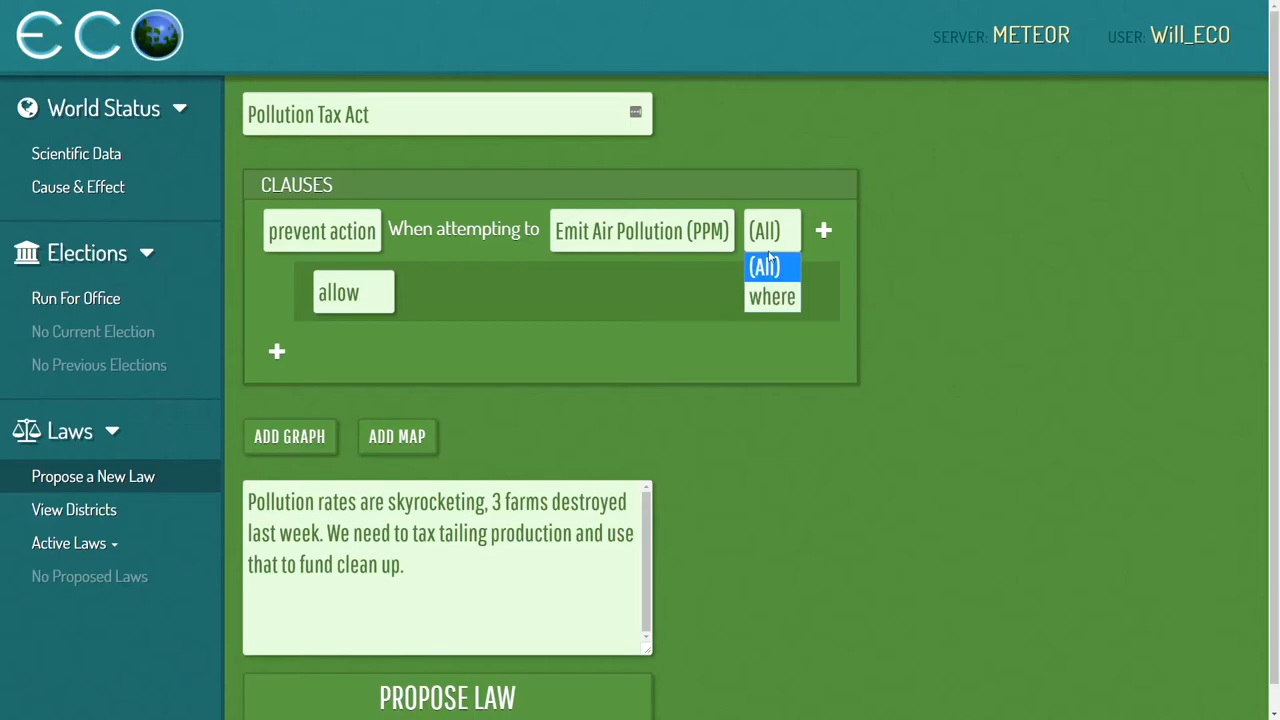 ECO
SERVER: METEOR
USER: Will_ECO
World Status
Scientific Data
Cause & Effect
Elections
Run For Office
No Current Election
No Previous Elections
Laws
Propose a New Law
View Districts
Active Laws
No Proposed Laws
Pollution Tax Act
CLAUSES
prevent action When attempting to Emit Air Pollution (PPM) (All) +
(All)
where
allow
+
ADD GRAPH
ADD MAP
Pollution rates are skyrocketing, 3 farms destroyed
last week. We need to tax tailing production and use
that to fund clean up.
PROPOSE LAW